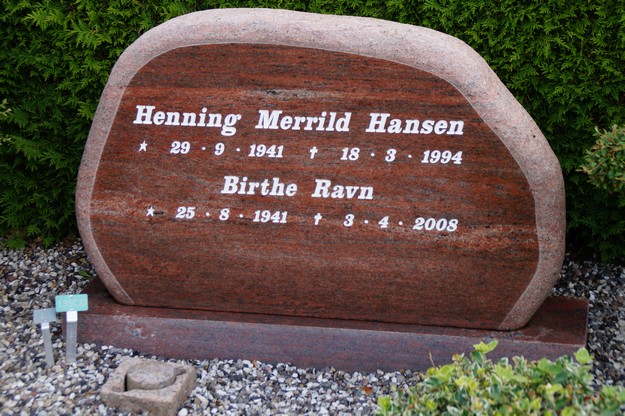 Henning Merrild Hansen
* 29 · 9 · 1941 † 18 · 3 · 1994
Birthe Ravn
* 25 · 8 · 1941 † 3 · 4 · 2008